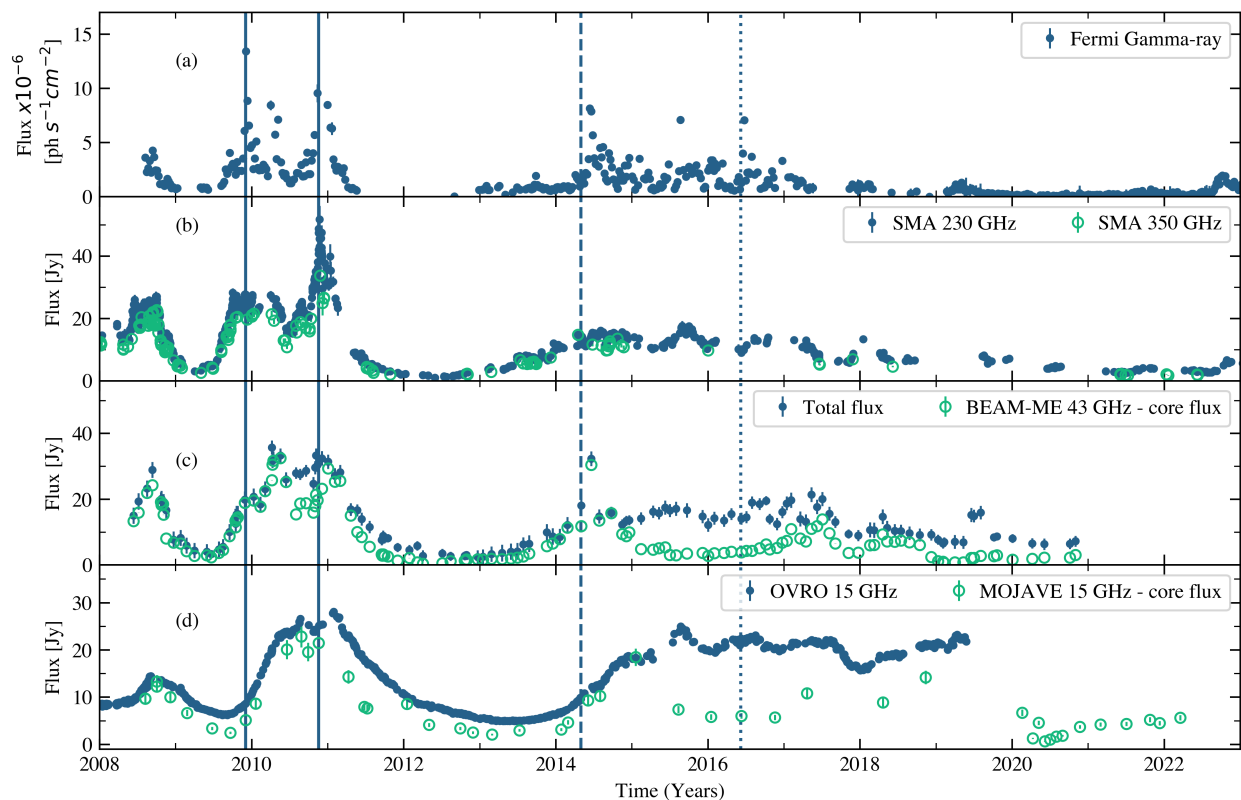 Flux x10⁻⁶
[ph s⁻¹cm⁻²]
15
10
5
0
(a)
Fermi Gamma-ray
Flux [Jy]
40
20
0
(b)
SMA 230 GHz
SMA 350 GHz
Flux [Jy]
40
20
0
(c)
Total flux
BEAM-ME 43 GHz - core flux
Flux [Jy]
30
20
10
0
(d)
OVRO 15 GHz
MOJAVE 15 GHz - core flux
2008 2010 2012 2014 2016 2018 2020 2022
Time (Years)